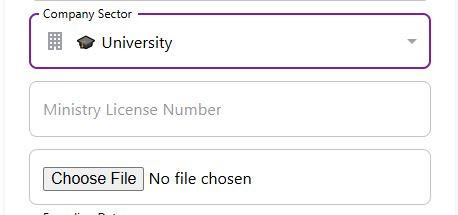 Company Sector
🎓 University
Ministry License Number
Choose File No file chosen